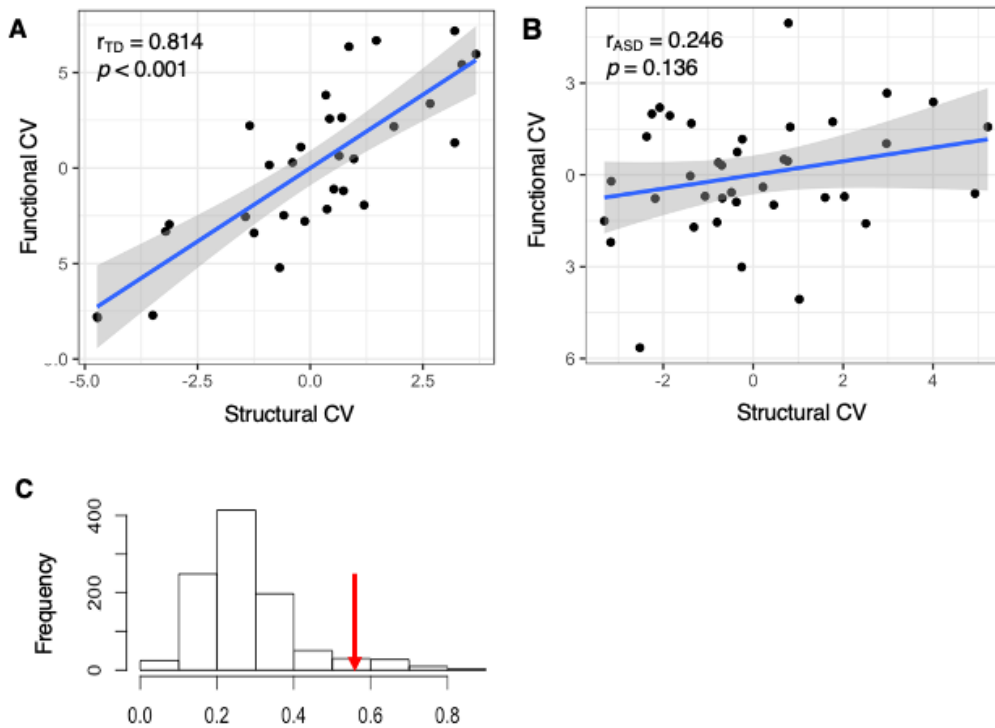 A
r_TD = 0.814
p < 0.001
Functional CV
5
0
5
.0
-5.0 -2.5 0.0 2.5
Structural CV
B
r_ASD = 0.246
p = 0.136
Functional CV
3
0
3
6
-2 0 2 4
Structural CV
C
Frequency
400
200
0
0.0 0.2 0.4 0.6 0.8